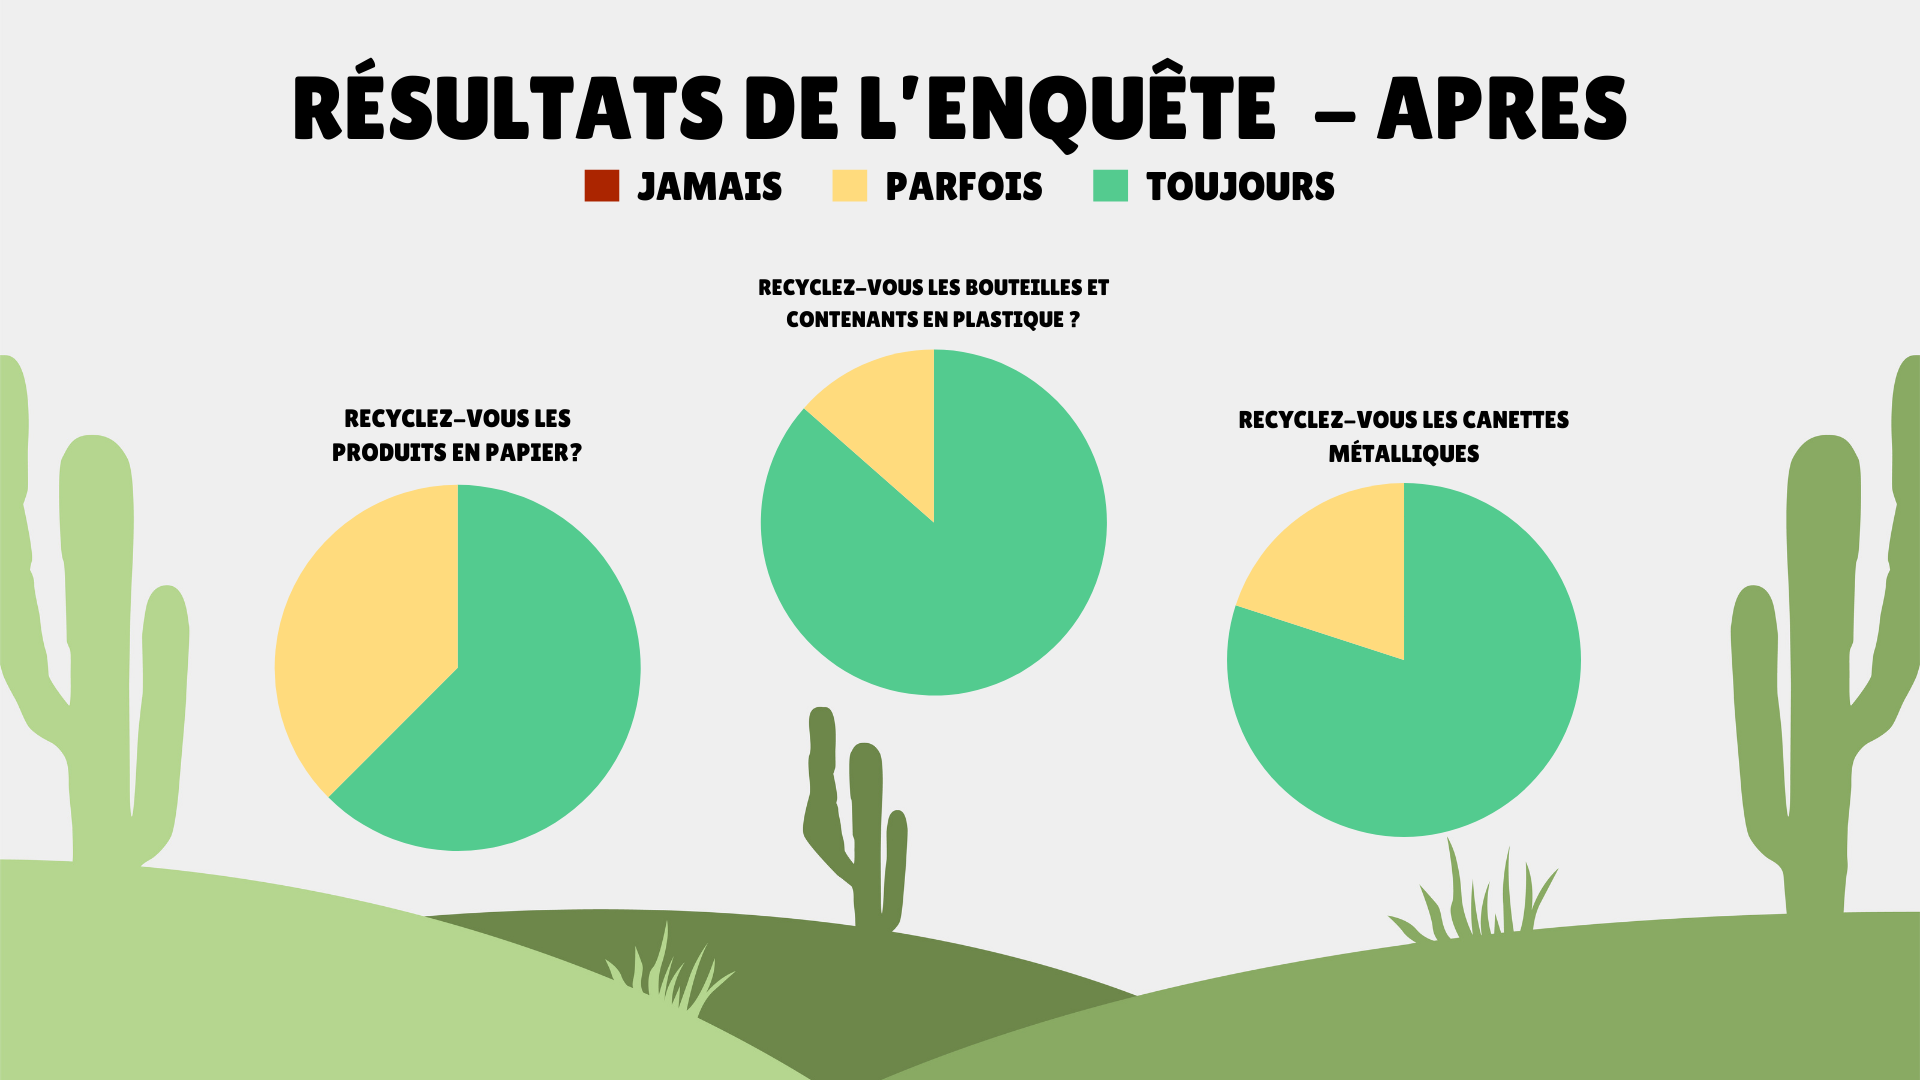 RÉSULTATS DE L'ENQUÊTE – APRES
JAMAIS PARFOIS TOUJOURS
RECYCLEZ-VOUS LES BOUTEILLES ET
CONTENANTS EN PLASTIQUE ?
RECYCLEZ-VOUS LES
PRODUITS EN PAPIER?
RECYCLEZ-VOUS LES CANETTES
MÉTALLIQUES